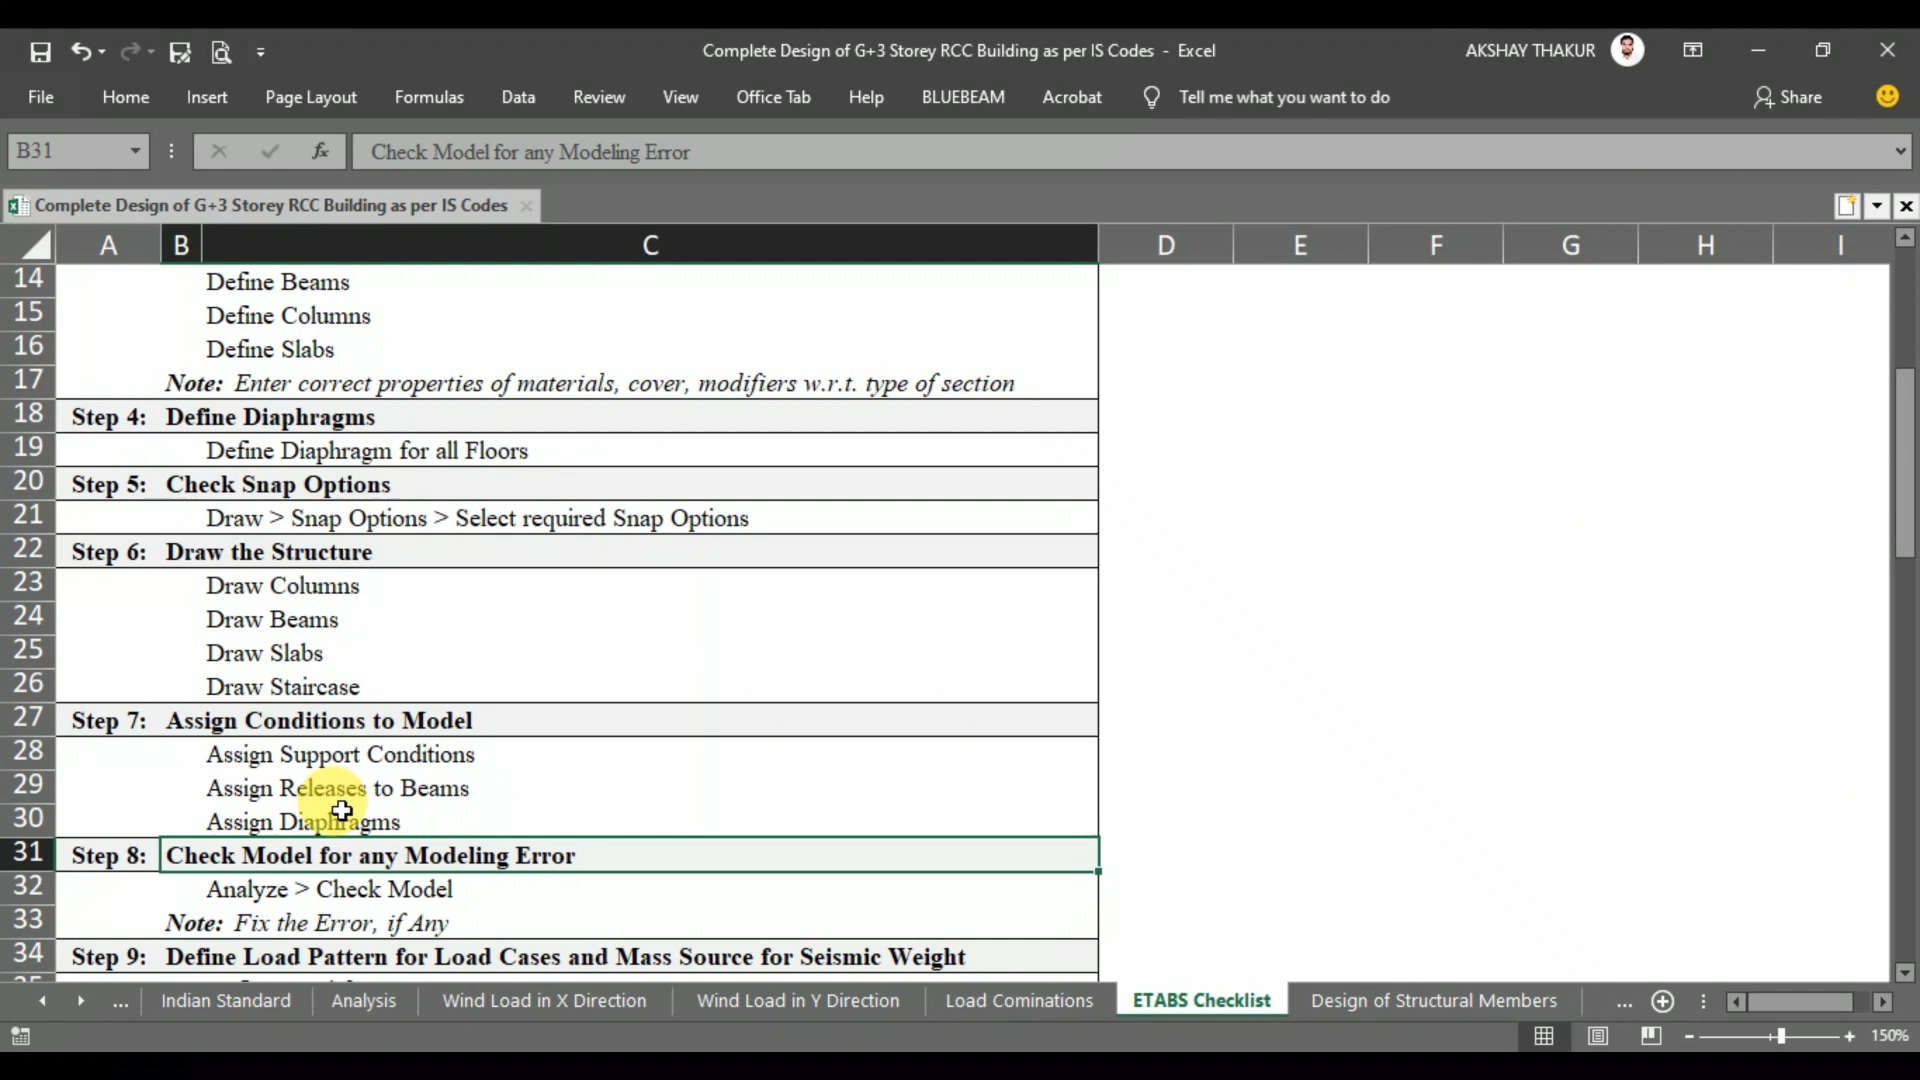 Complete Design of G+3 Storey RCC Building as per IS Codes - Excel
AKSHAY THAKUR
File Home Insert Page Layout Formulas Data Review View Office Tab Help BLUEBEAM Acrobat Tell me what you want to do Share
B31 fx Check Model for any Modeling Error
Complete Design of G+3 Storey RCC Building as per IS Codes
A B C D E F G H I
14 Define Beams
15 Define Columns
16 Define Slabs
17 Note: Enter correct properties of materials, cover, modifiers w.r.t. type of section
18 Step 4: Define Diaphragms
19 Define Diaphragm for all Floors
20 Step 5: Check Snap Options
21 Draw > Snap Options > Select required Snap Options
22 Step 6: Draw the Structure
23 Draw Columns
24 Draw Beams
25 Draw Slabs
26 Draw Staircase
27 Step 7: Assign Conditions to Model
28 Assign Support Conditions
29 Assign Releases to Beams
30 Assign Diaphragms
31 Step 8: Check Model for any Modeling Error
32 Analyze > Check Model
33 Note: Fix the Error, if Any
34 Step 9: Define Load Pattern for Load Cases and Mass Source for Seismic Weight
... Indian Standard Analysis Wind Load in X Direction Wind Load in Y Direction Load Cominations ETABS Checklist Design of Structural Members ...
150%